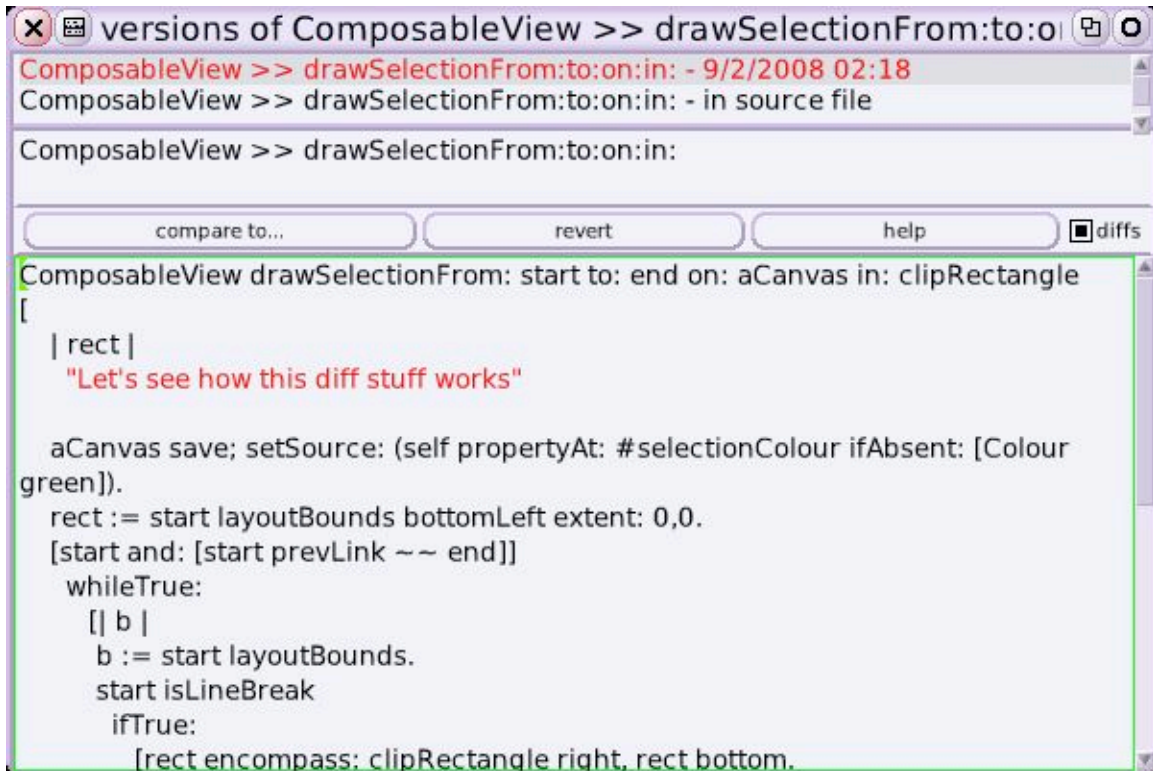 versions of ComposableView >> drawSelectionFrom:to:o
ComposableView >> drawSelectionFrom:to:on:in: - 9/2/2008 02:18
ComposableView >> drawSelectionFrom:to:on:in: - in source file
ComposableView >> drawSelectionFrom:to:on:in:
compare to... revert help diffs
ComposableView drawSelectionFrom: start to: end on: aCanvas in: clipRectangle
[
| rect |
"Let's see how this diff stuff works"
aCanvas save; setSource: (self propertyAt: #selectionColour ifAbsent: [Colour
green]).
rect := start layoutBounds bottomLeft extent: 0,0.
[start and: [start prevLink ~~ end]]
whileTrue:
[| b |
b := start layoutBounds.
start isLineBreak
ifTrue:
[rect encompass: clipRectangle right, rect bottom.